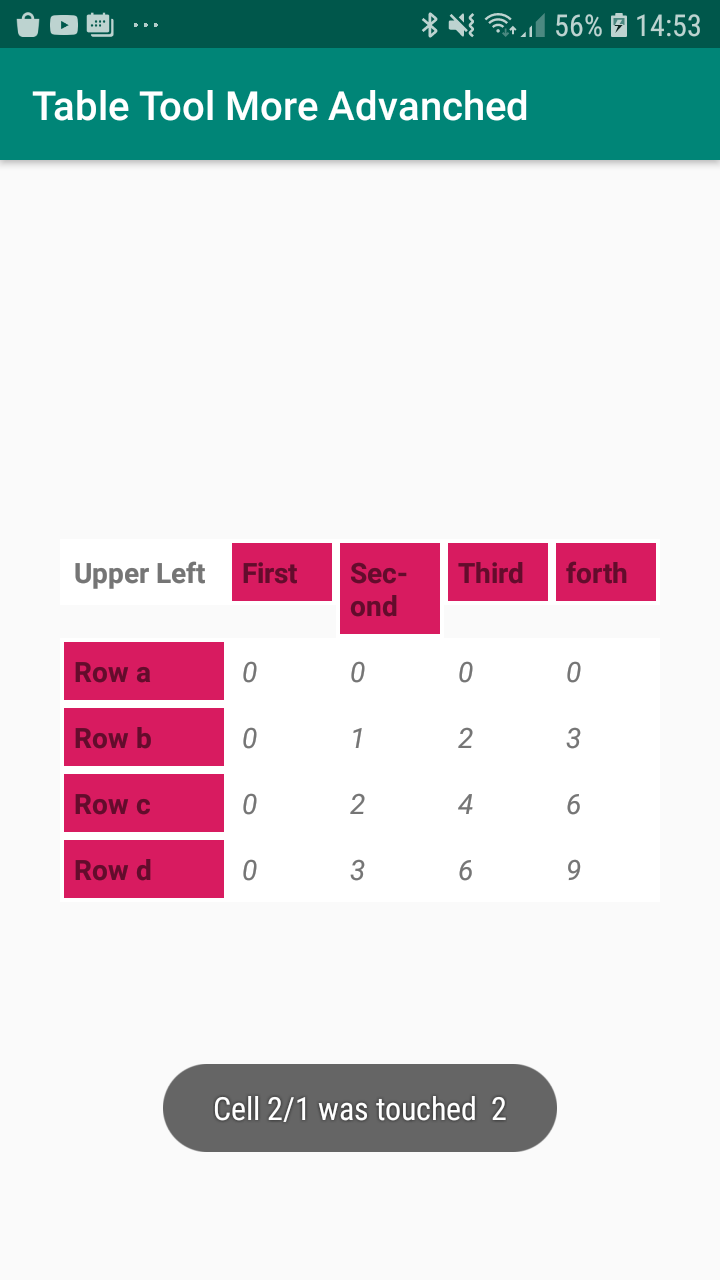 56% 14:53
Table Tool More Advanched
Upper Left First Sec- Third forth
ond
Row a 0 0 0 0
Row b 0 1 2 3
Row c 0 2 4 6
Row d 0 3 6 9
Cell 2/1 was touched 2